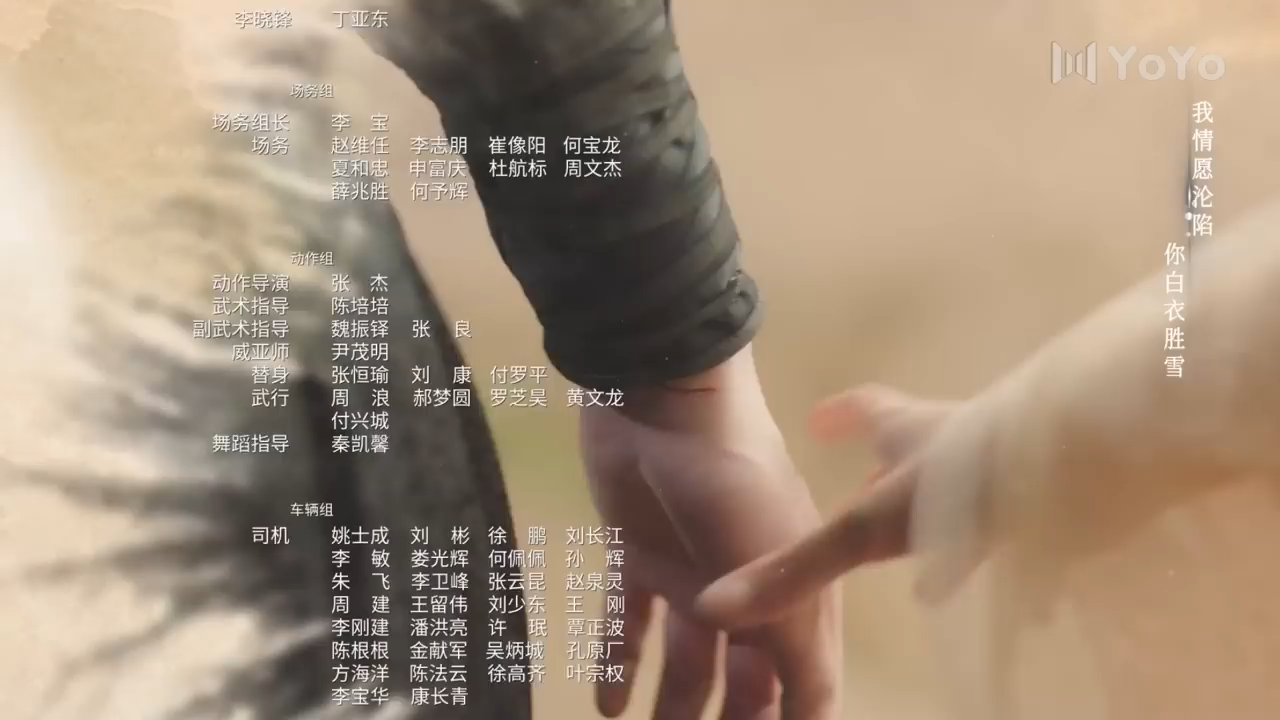 李晓锋 丁亚东
场务组
场务组长 李 宝
场务 赵维任 李志朋 崔像阳 何宝龙
夏和忠 申富庆 杜航标 周文杰
薛兆胜 何予辉
动作组
动作导演 张 杰
武术指导 陈培培
副武术指导 魏振铎 张 良
威亚师 尹茂明
替身 张恒瑜 刘 康 付罗平
武行 周 浪 郝梦圆 罗芝昊 黄文龙
付兴城
舞蹈指导 秦凯馨
车辆组
司机 姚士成 刘 彬 徐 鹏 刘长江
李 敏 娄光辉 何佩佩 孙 辉
朱 飞 李卫峰 张云昆 赵泉灵
周 建 王留伟 刘少东 王 刚
李刚建 潘洪亮 许 珉 覃正波
陈根根 金献军 吴炳城 孔原厂
方海洋 陈法云 徐高齐 叶宗权
李宝华 康长青
YoYo
我情愿沦陷
你白衣胜雪